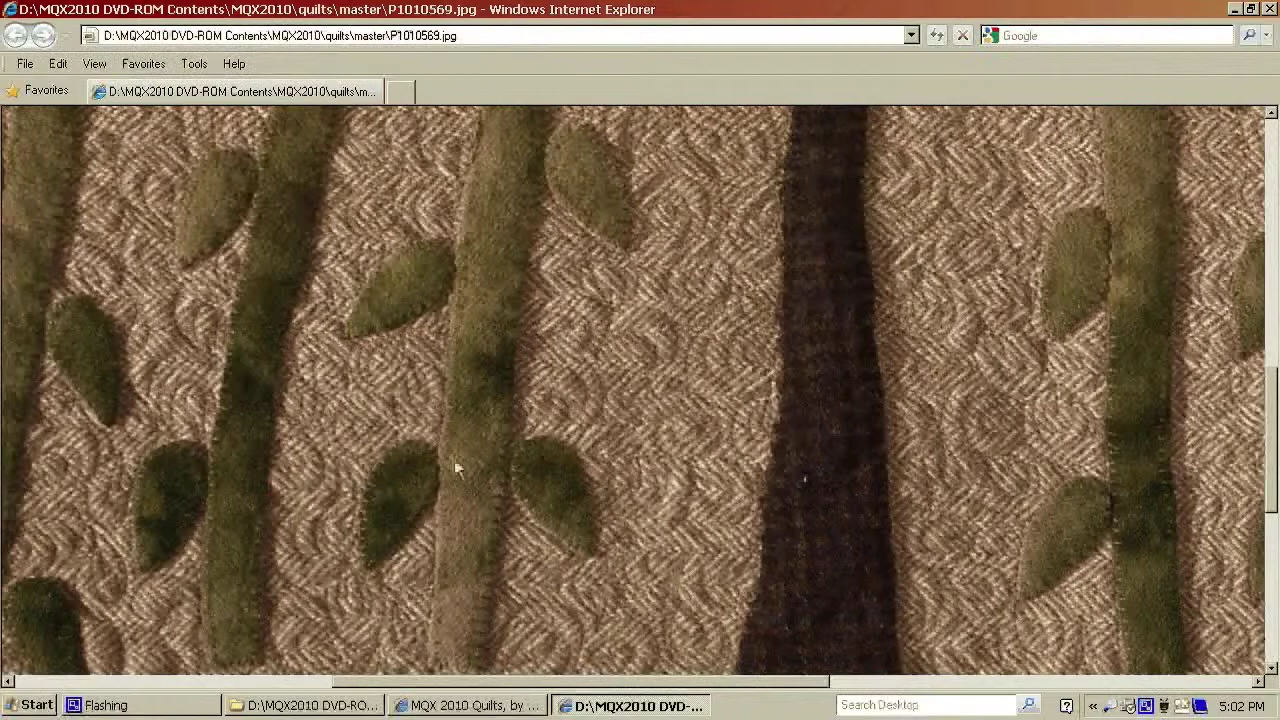 D:\MQX2010 DVD-ROM Contents\MQX2010\quilts\master\P1010569.jpg - Windows Internet Explorer
D:\MQX2010 DVD-ROM Contents\MQX2010\quilts\master\P1010569.jpg
Google
File Edit View Favorites Tools Help
Favorites
D:\MQX2010 DVD-ROM Contents\MQX2010\quilts\m...
Start
Flashing
D:\MQX2010 DVD-RO...
MQX 2010 Quilts, by ...
D:\MQX2010 DVD-...
Search Desktop
5:02 PM